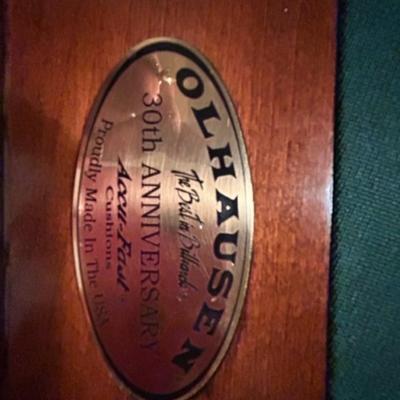 OLHAUSEN
The Best in Billiards
30th ANNIVERSARY
Accu-Fast
Cushions
Proudly Made In The USA